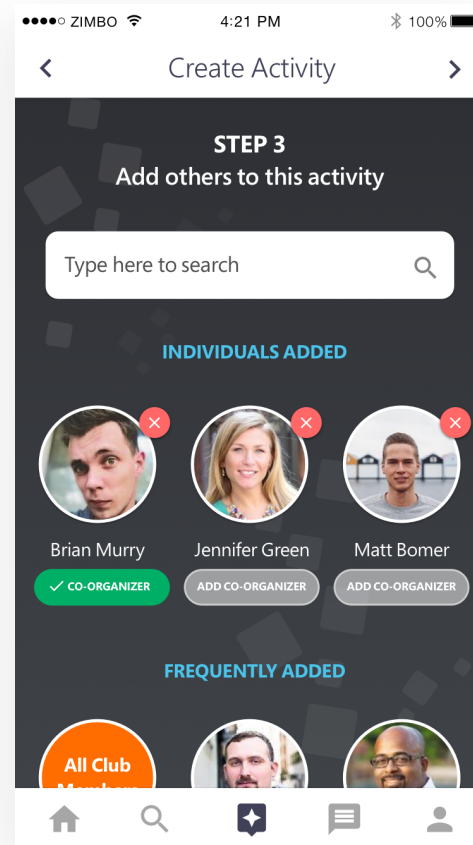 ZIMBO 4:21 PM 100%
Create Activity
STEP 3
Add others to this activity
Type here to search
INDIVIDUALS ADDED
Brian Murry Jennifer Green Matt Bomer
CO-ORGANIZER ADD CO-ORGANIZER ADD CO-ORGANIZER
FREQUENTLY ADDED
All Club
Members